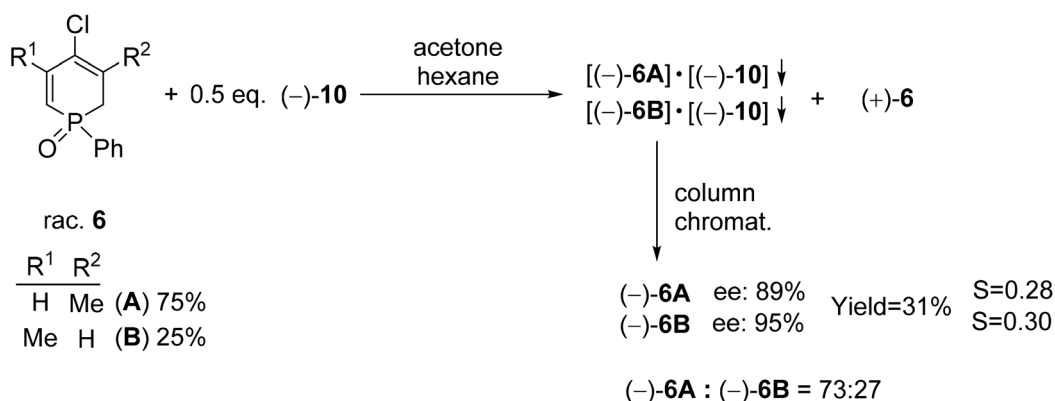 Cl
R¹ R²
P
O Ph
+ 0.5 eq. (−)-10
acetone
hexane
[(−)-6A]•[(−)-10]↓
[(−)-6B]•[(−)-10]↓
+ (+)-6
rac. 6
R¹ R²
H Me (A) 75%
Me H (B) 25%
column
chromat.
(−)-6A ee: 89% S=0.28
Yield=31%
(−)-6B ee: 95% S=0.30
(−)-6A : (−)-6B = 73:27